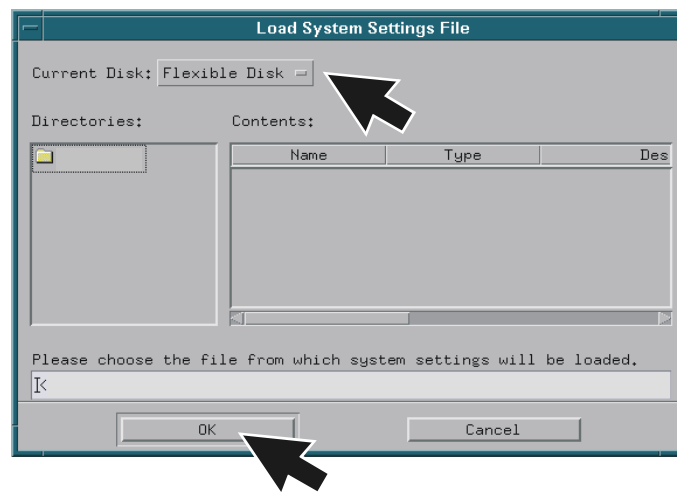 Load System Settings File
Current Disk: Flexible Disk
Directories: Contents:
Name Type Des
Please choose the file from which system settings will be loaded.
OK Cancel